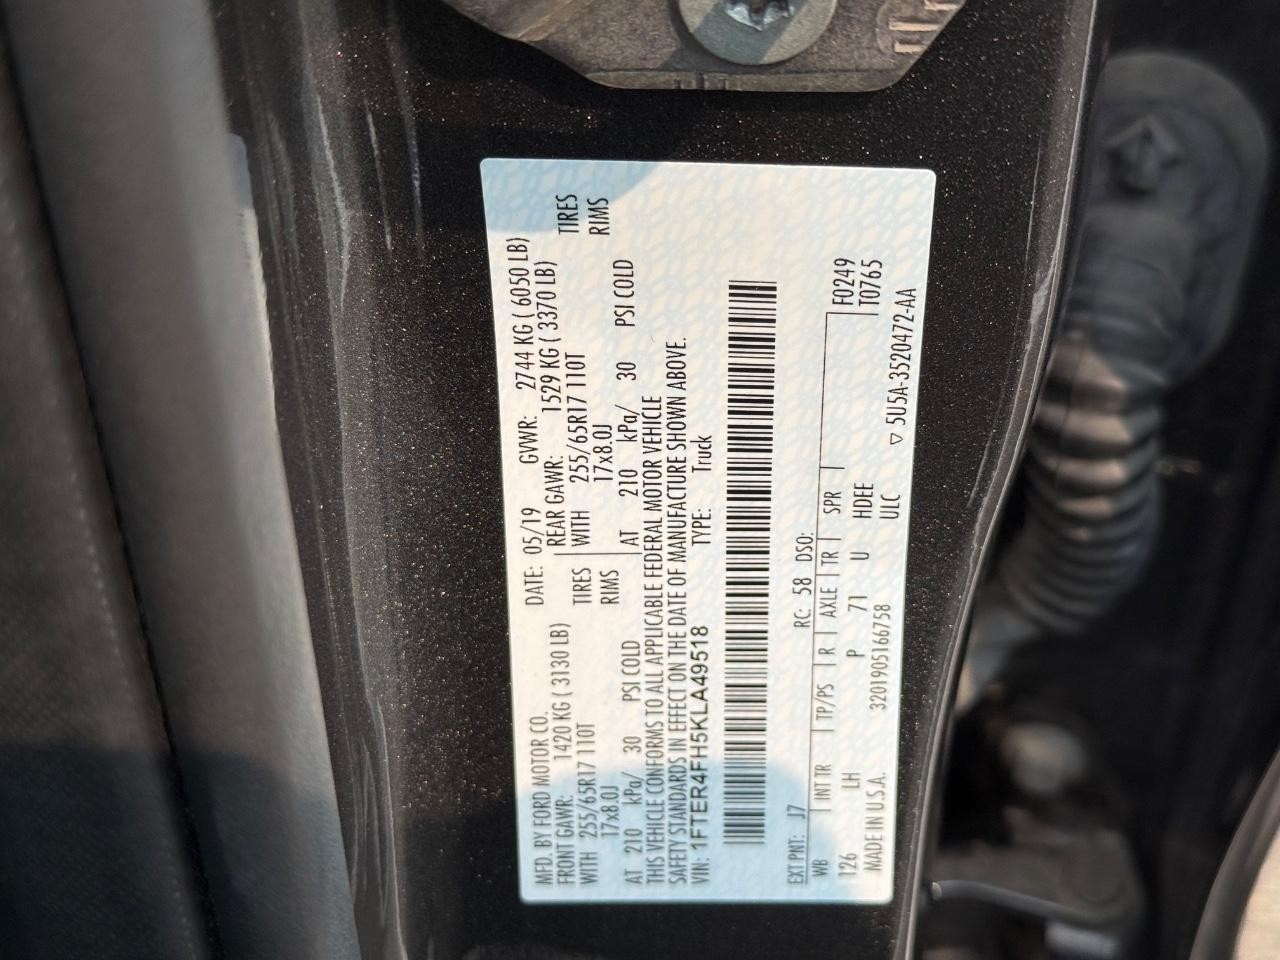 MFD. BY FORD MOTOR CO.
DATE: 05/19 GVWR: 2744 KG ( 6050 LB)
FRONT GAWR: 1420 KG ( 3130 LB) REAR GAWR: 1529 KG ( 3370 LB)
WITH 255/65R17 110T TIRES WITH 255/65R17 110T TIRES
17x8.0J RIMS 17x8.0J RIMS
AT 210 kPa/ 30 PSI COLD AT 210 kPa/ 30 PSI COLD
THIS VEHICLE CONFORMS TO ALL APPLICABLE FEDERAL MOTOR VEHICLE
SAFETY STANDARDS IN EFFECT ON THE DATE OF MANUFACTURE SHOWN ABOVE.
VIN: 1FTER4FH5KLA49518 TYPE: Truck
EXT PNT: J7 RC: 58 DSO:
WB INT TR TP/PS R AXLE TR SPR F0249
126 LH P 71 U HDEE T0765
ULC
MADE IN U.S.A. 3201905166758 ▽ 5U5A-3520472-AA